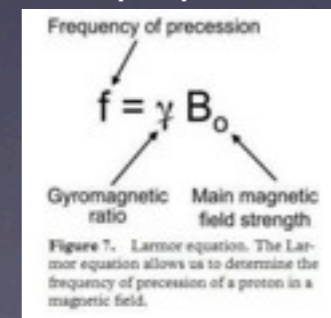 Frequency of precession
f = γ B₀
Gyromagnetic Main magnetic
ratio field strength
Figure 7. Larmor equation. The Lar-
mor equation allows us to determine the
frequency of precession of a proton in a
magnetic field.